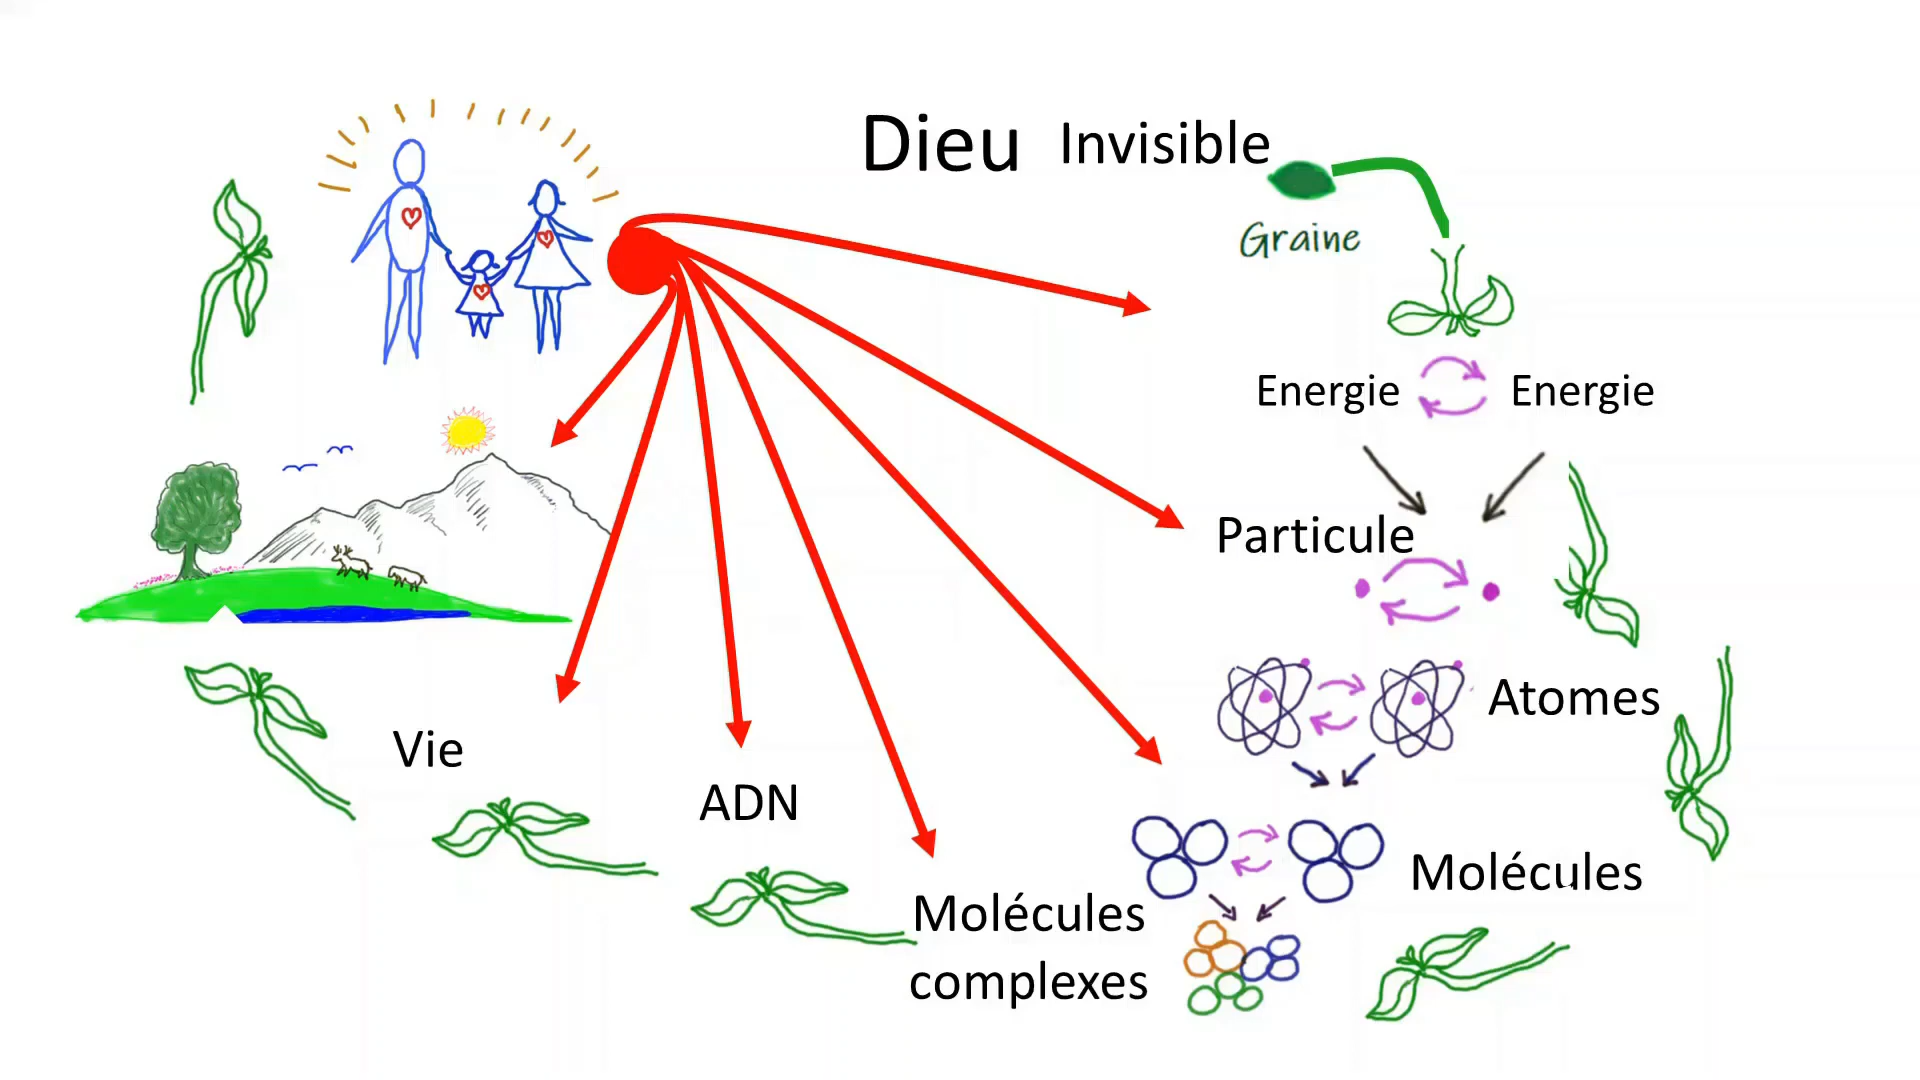 Dieu Invisible
Graine
Energie Energie
Particule
Atomes
Vie
ADN
Molécules
Molécules
complexes